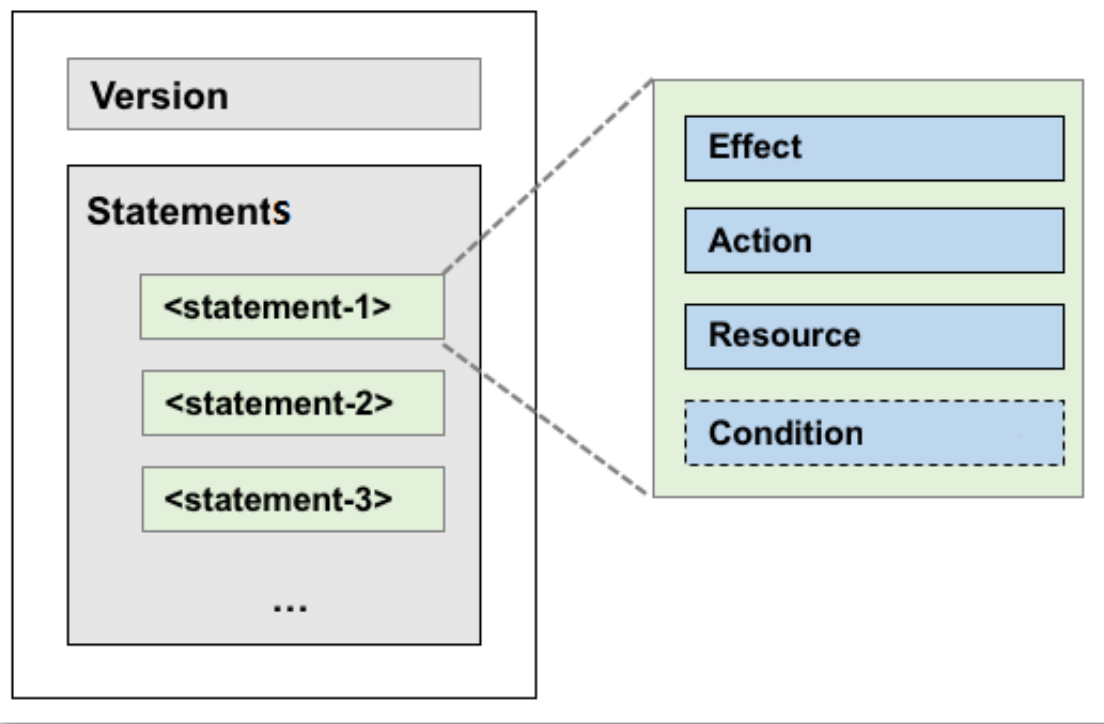 Version
Statements
<statement-1>
<statement-2>
<statement-3>
...
Effect
Action
Resource
Condition